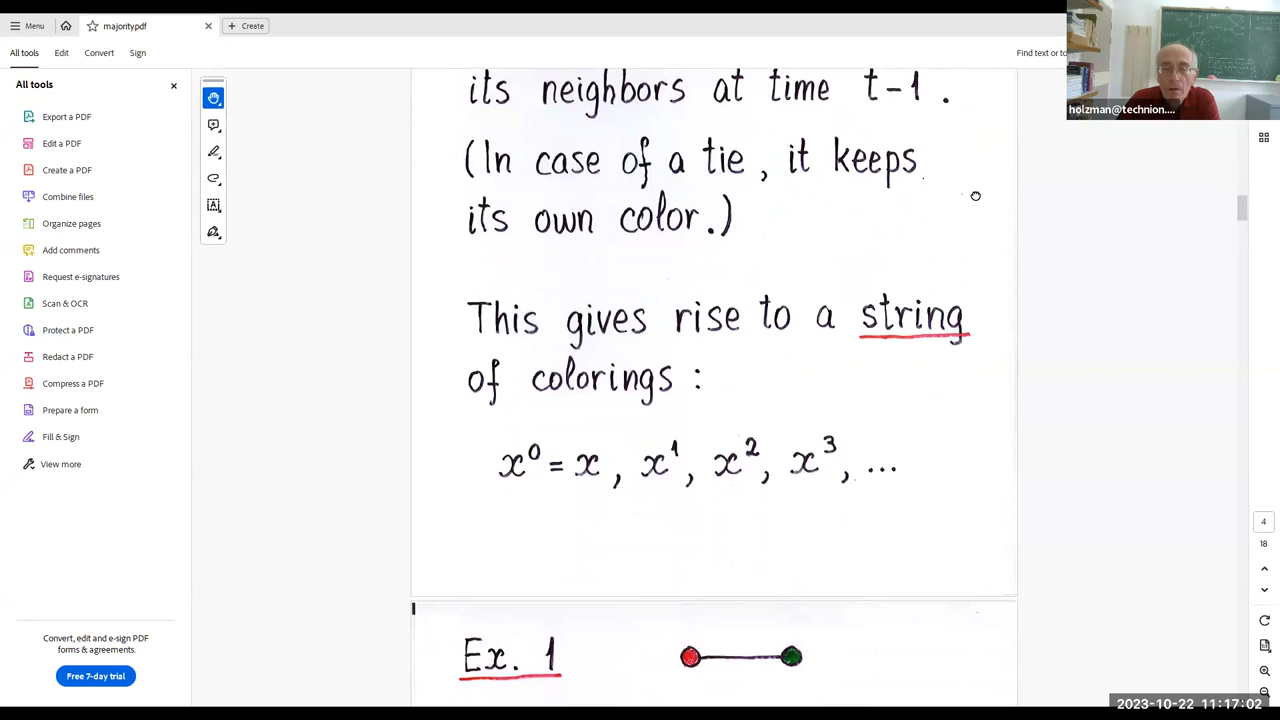 Menu
majority.pdf
Create
All tools
Edit
Convert
Sign
Find text or to
holzman@technion....
All tools
Export a PDF
Edit a PDF
Create a PDF
Combine files
Organize pages
Add comments
Request e-signatures
Scan & OCR
Protect a PDF
Redact a PDF
Compress a PDF
Prepare a form
Fill & Sign
View more
Convert, edit and e-sign PDF
forms & agreements.
Free 7-day trial
its neighbors at time t-1 .
(In case of a tie, it keeps
its own color.)
This gives rise to a string
of colorings :
x⁰ = x, x¹, x², x³, ...
Ex. 1
4
18
2023-10-22 11:17:02